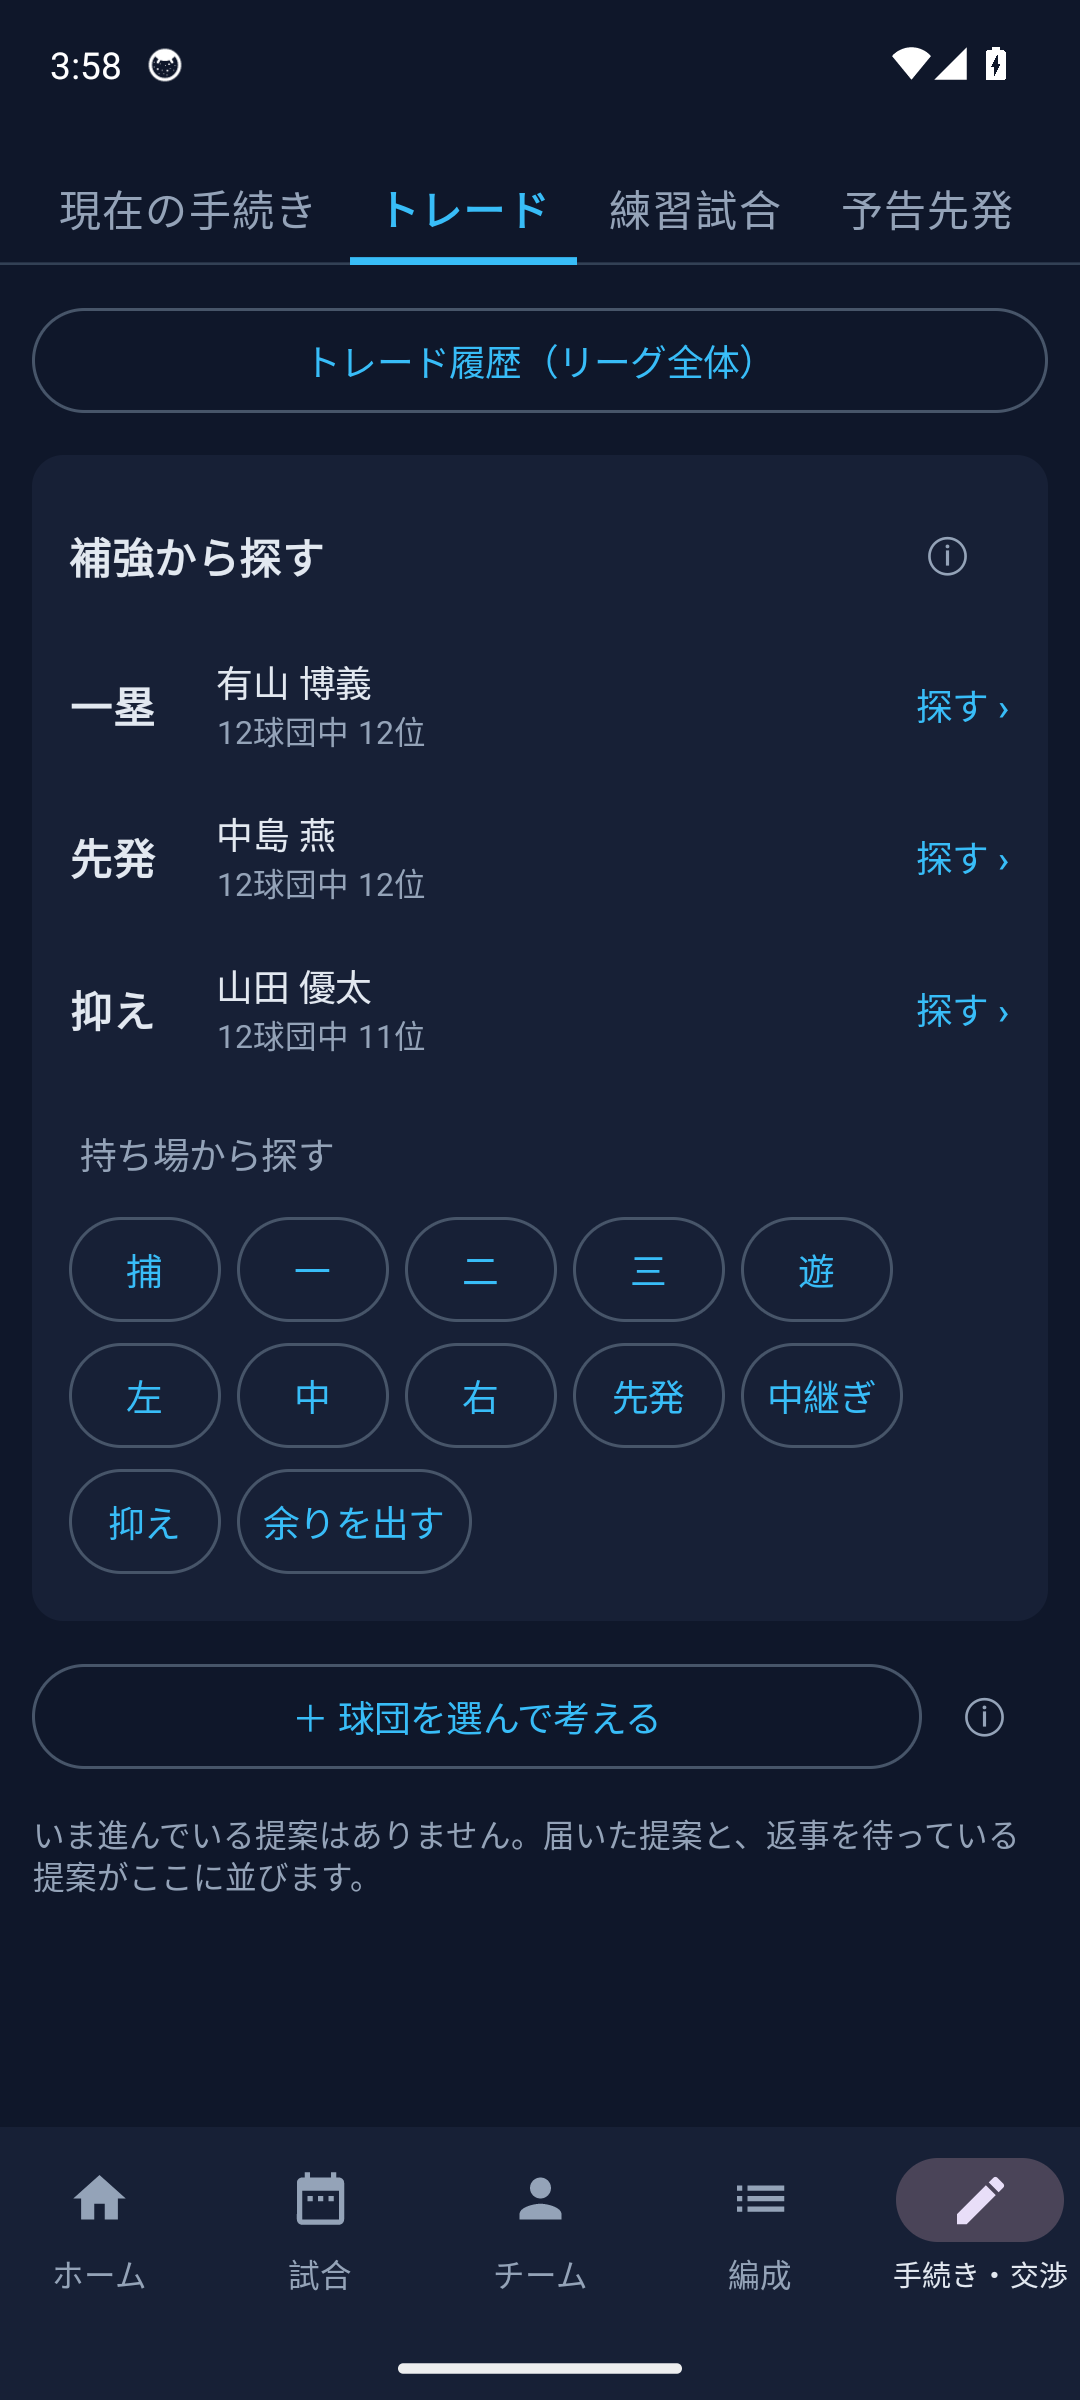 3:58
現在の手続き トレード 練習試合 予告先発
トレード履歴（リーグ全体）
補強から探す
一塁 有山 博義 探す ›
12球団中 12位
先発 中島 燕 探す ›
12球団中 12位
抑え 山田 優太 探す ›
12球団中 11位
持ち場から探す
捕 一 二 三 遊
左 中 右 先発 中継ぎ
抑え 余りを出す
＋ 球団を選んで考える
いま進んでいる提案はありません。届いた提案と、返事を待っている
提案がここに並びます。
ホーム 試合 チーム 編成 手続き・交渉